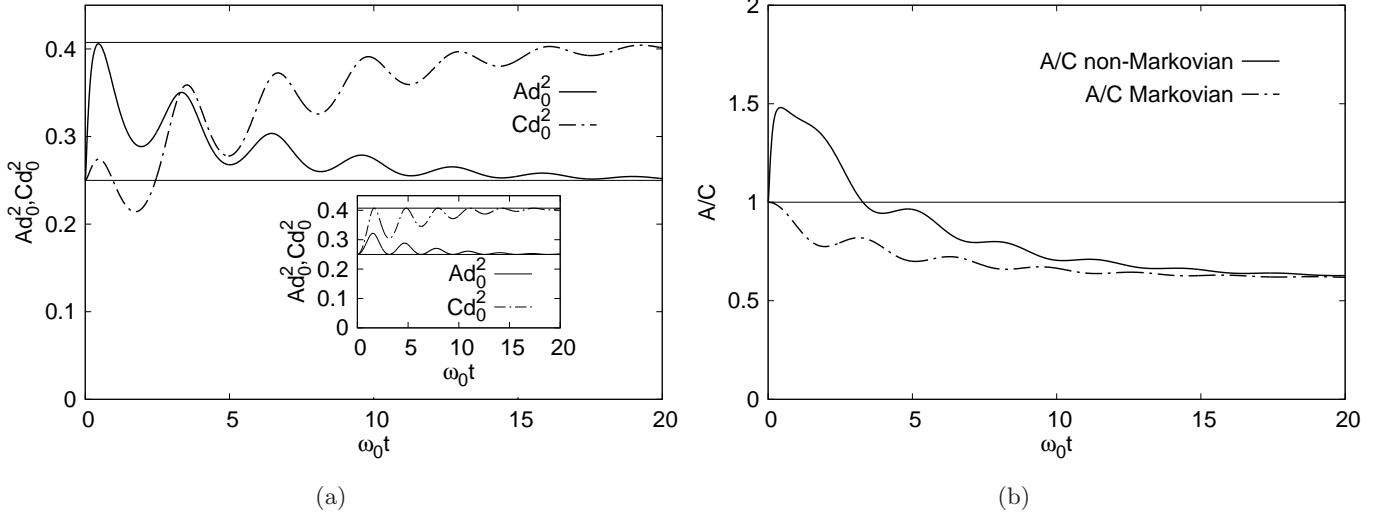 Ad₀²,Cd₀²
0.4
0.3
0.2
0.1
0
Ad₀²
Cd₀²
0 5 10 15 20
ω₀t
Ad₀²,Cd₀²
0.4
0.3
0.2
0.1
0
Ad₀²
Cd₀²
0 5 10 15 20
ω₀t
(a)
A/C
2
1.5
1
0.5
0
A/C non-Markovian
A/C Markovian
0 5 10 15 20
ω₀t
(b)